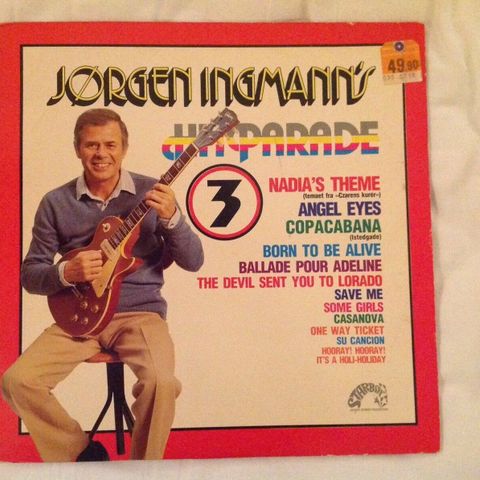 49,90
JØRGEN INGMANN'S
HITPARADE
3
NADIA'S THEME
(temaet fra »Czarens kurér«)
ANGEL EYES
COPACABANA
(Istedgade)
BORN TO BE ALIVE
BALLADE POUR ADELINE
THE DEVIL SENT YOU TO LORADO
SAVE ME
SOME GIRLS
CASANOVA
ONE WAY TICKET
SU CANCION
HOORAY! HOORAY!
IT'S A HOLI-HOLIDAY
STARBOX